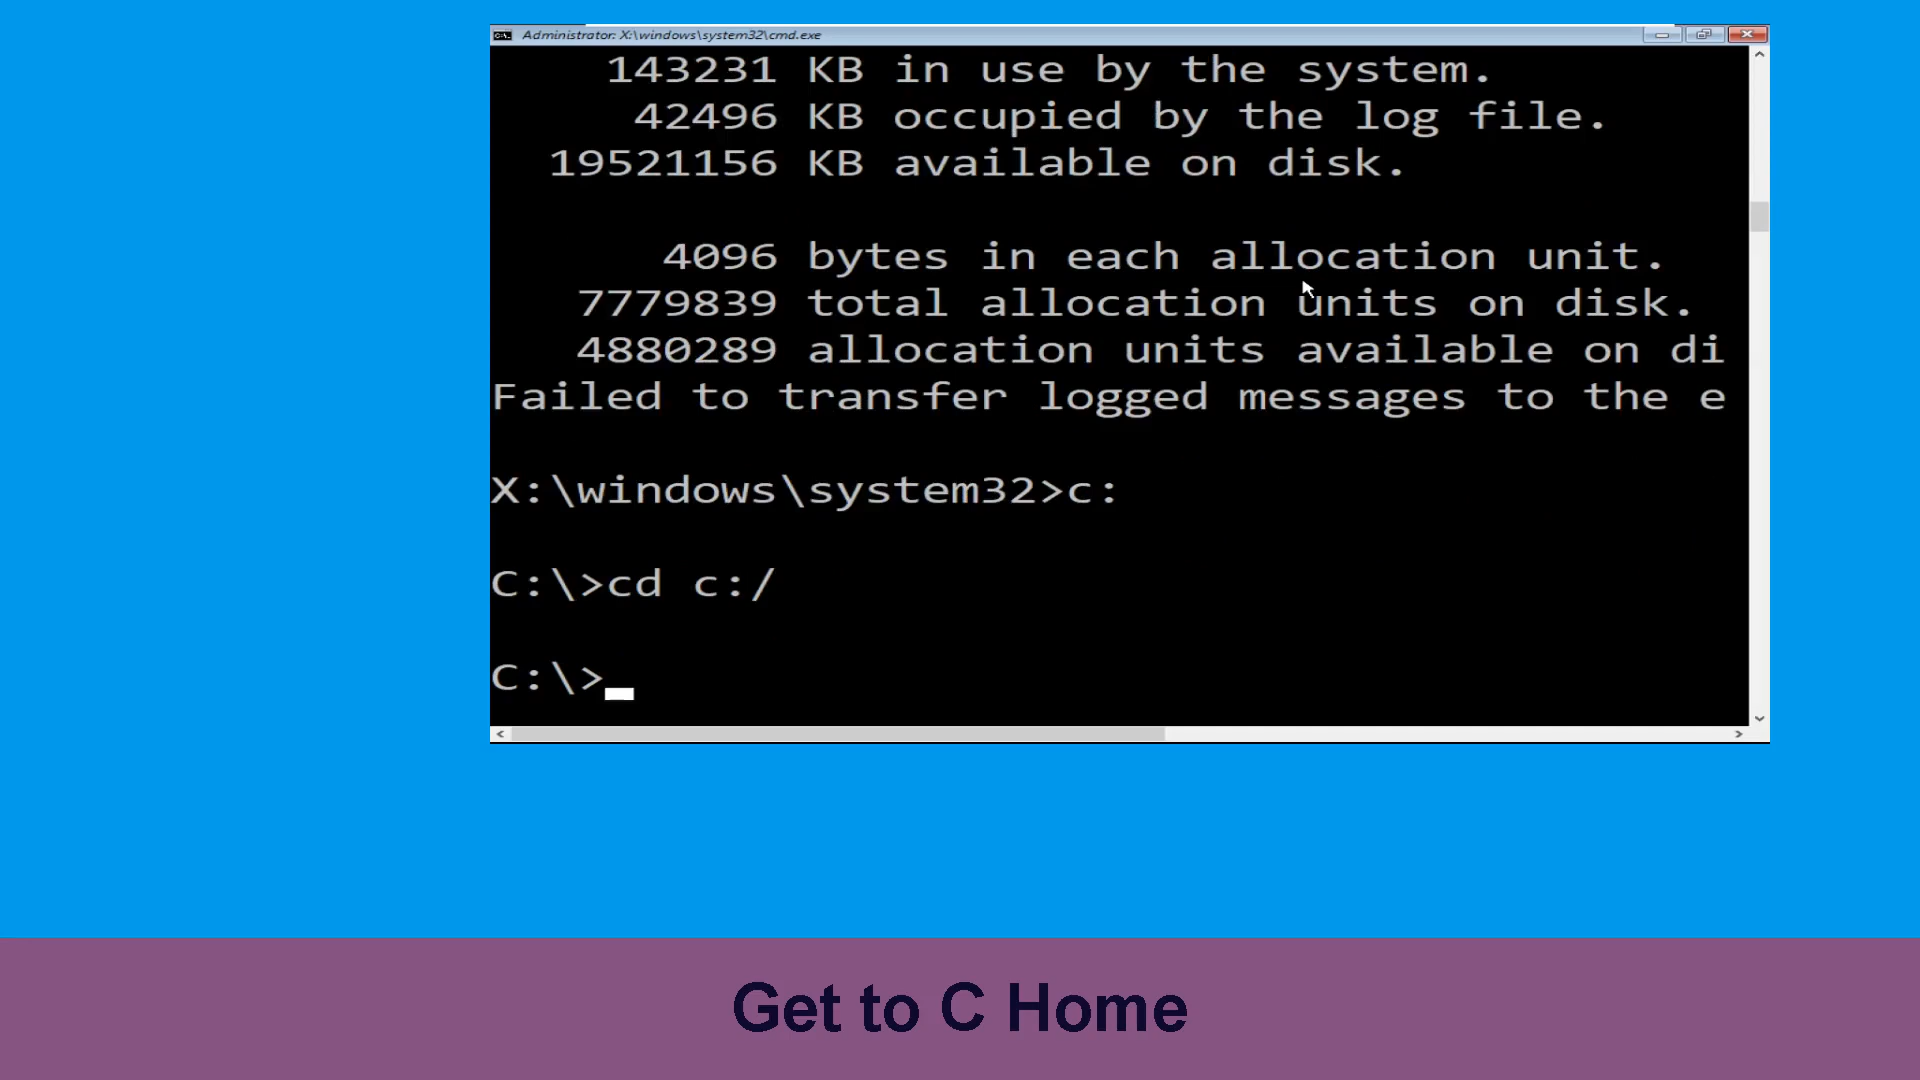 Administrator: X:\windows\system32\cmd.exe
143231 KB in use by the system.
42496 KB occupied by the log file.
19521156 KB available on disk.
4096 bytes in each allocation unit.
7779839 total allocation units on disk.
4880289 allocation units available on di
Failed to transfer logged messages to the e
X:\windows\system32>c:
C:\>cd c:/
C:\>
Get to C Home